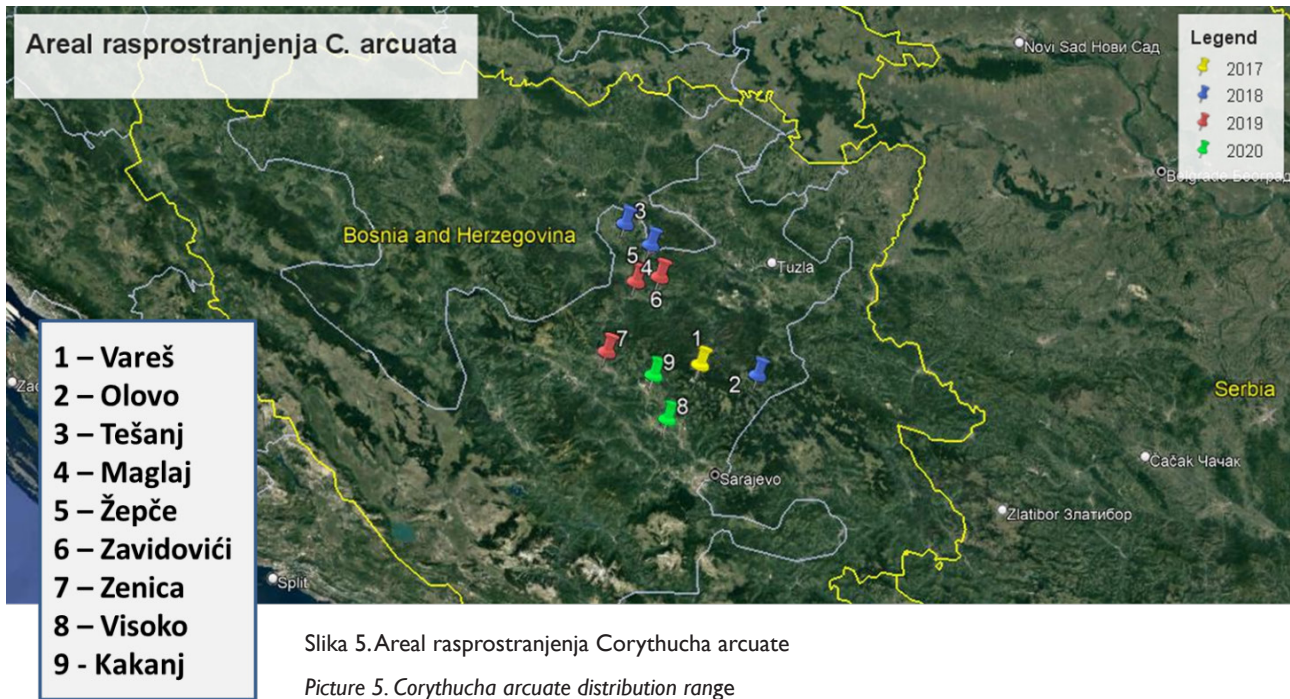 Areal rasprostranjenja C. arcuata
Legend
2017
2018
2019
2020
Novi Sad Нови Сад
Belgrade Београд
Bosnia and Herzegovina
Tuzla
3
5
4
6
7
1
9
2
8
Serbia
Sarajevo
Čačak Чачак
Zlatibor Златибор
Split
1 – Vareš
2 – Olovo
3 – Tešanj
4 – Maglaj
5 – Žepče
6 – Zavidovići
7 – Zenica
8 – Visoko
9 - Kakanj
Slika 5. Areal rasprostranjenja Corythucha arcuate
Picture 5. Corythucha arcuate distribution range